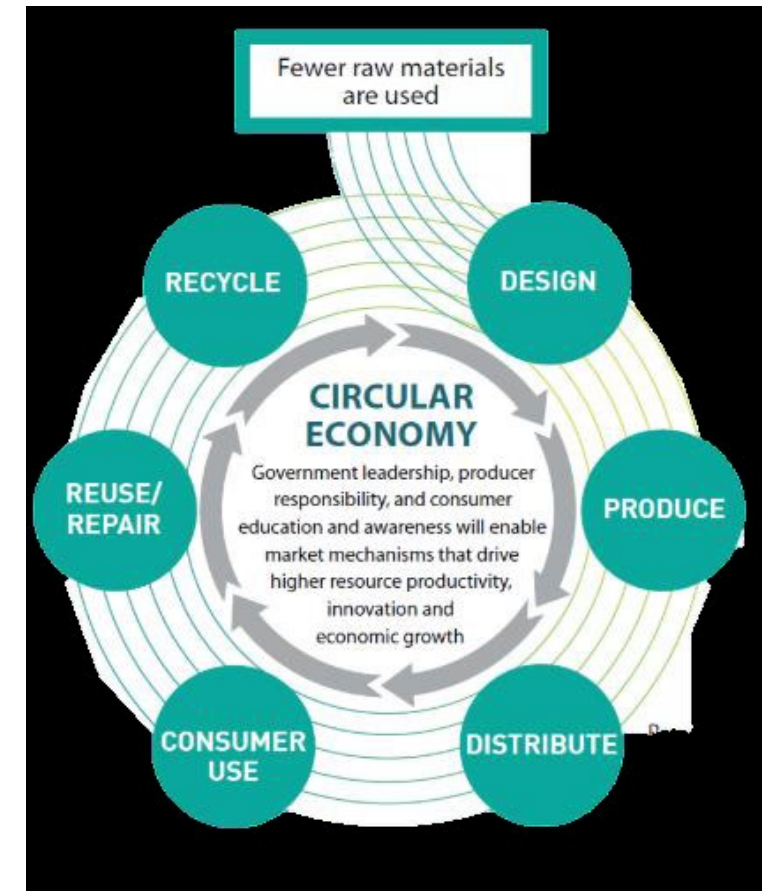 Fewer raw materials
are used
RECYCLE
DESIGN
CIRCULAR
ECONOMY
Government leadership, producer
responsibility, and consumer
education and awareness will enable
market mechanisms that drive
higher resource productivity,
innovation and
economic growth
REUSE/
REPAIR
PRODUCE
CONSUMER
USE
DISTRIBUTE